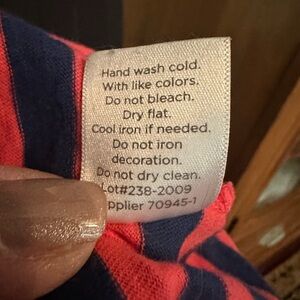 Hand wash cold.
With like colors.
Do not bleach.
Dry flat.
Cool iron if needed.
Do not iron
decoration.
Do not dry clean.
Lot#238-2009
pplier 70945-1